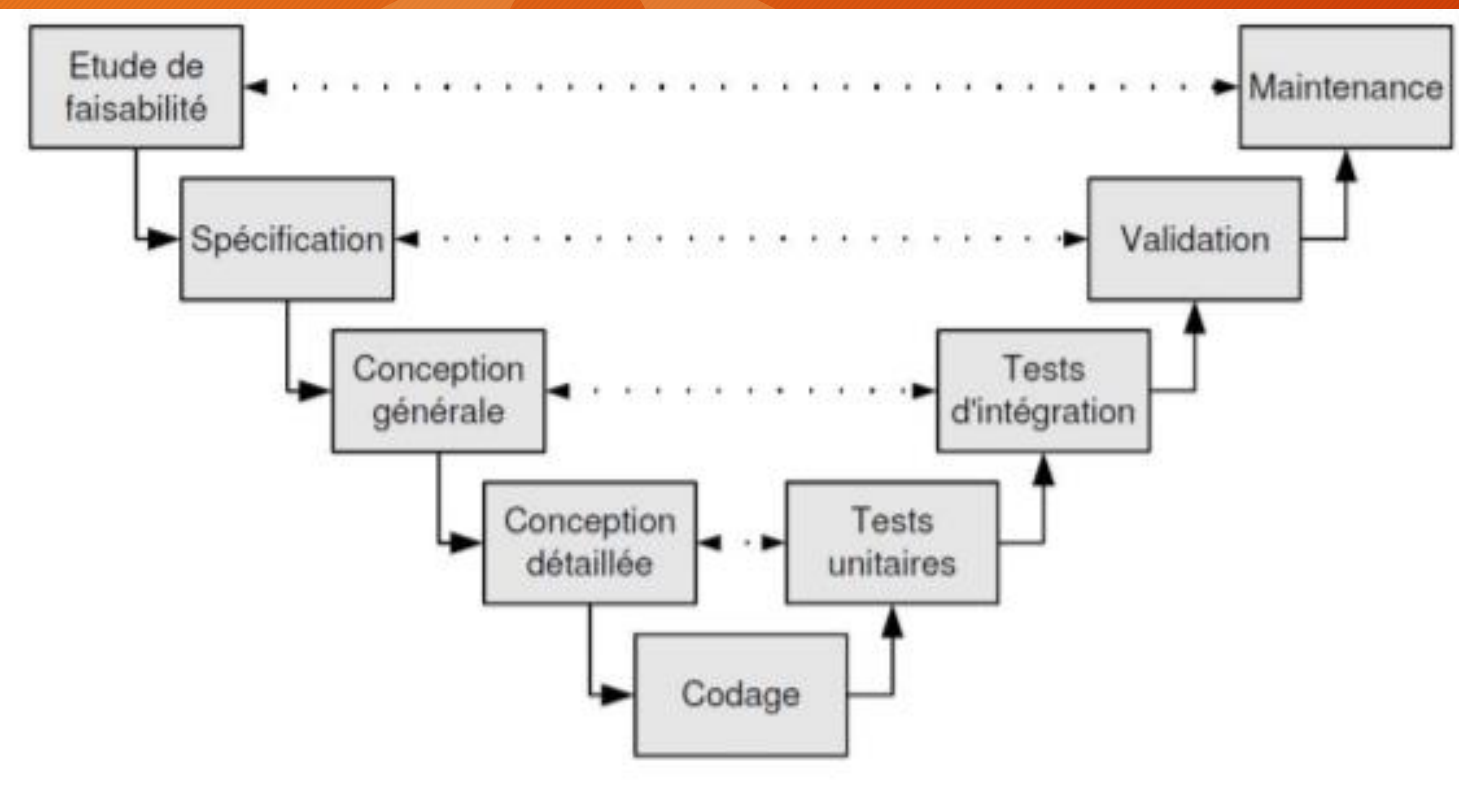 Etude de
faisabilité
Maintenance
Spécification
Validation
Conception
générale
Tests
d'intégration
Conception
détaillée
Tests
unitaires
Codage